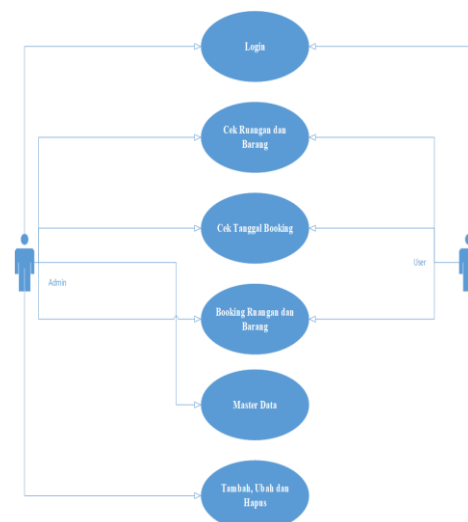 Login
Cek Ruangan dan
Barang
Cek Tanggal Booking
Admin
User
Booking Ruangan dan
Barang
Master Data
Tambah, Ubah dan
Hapus